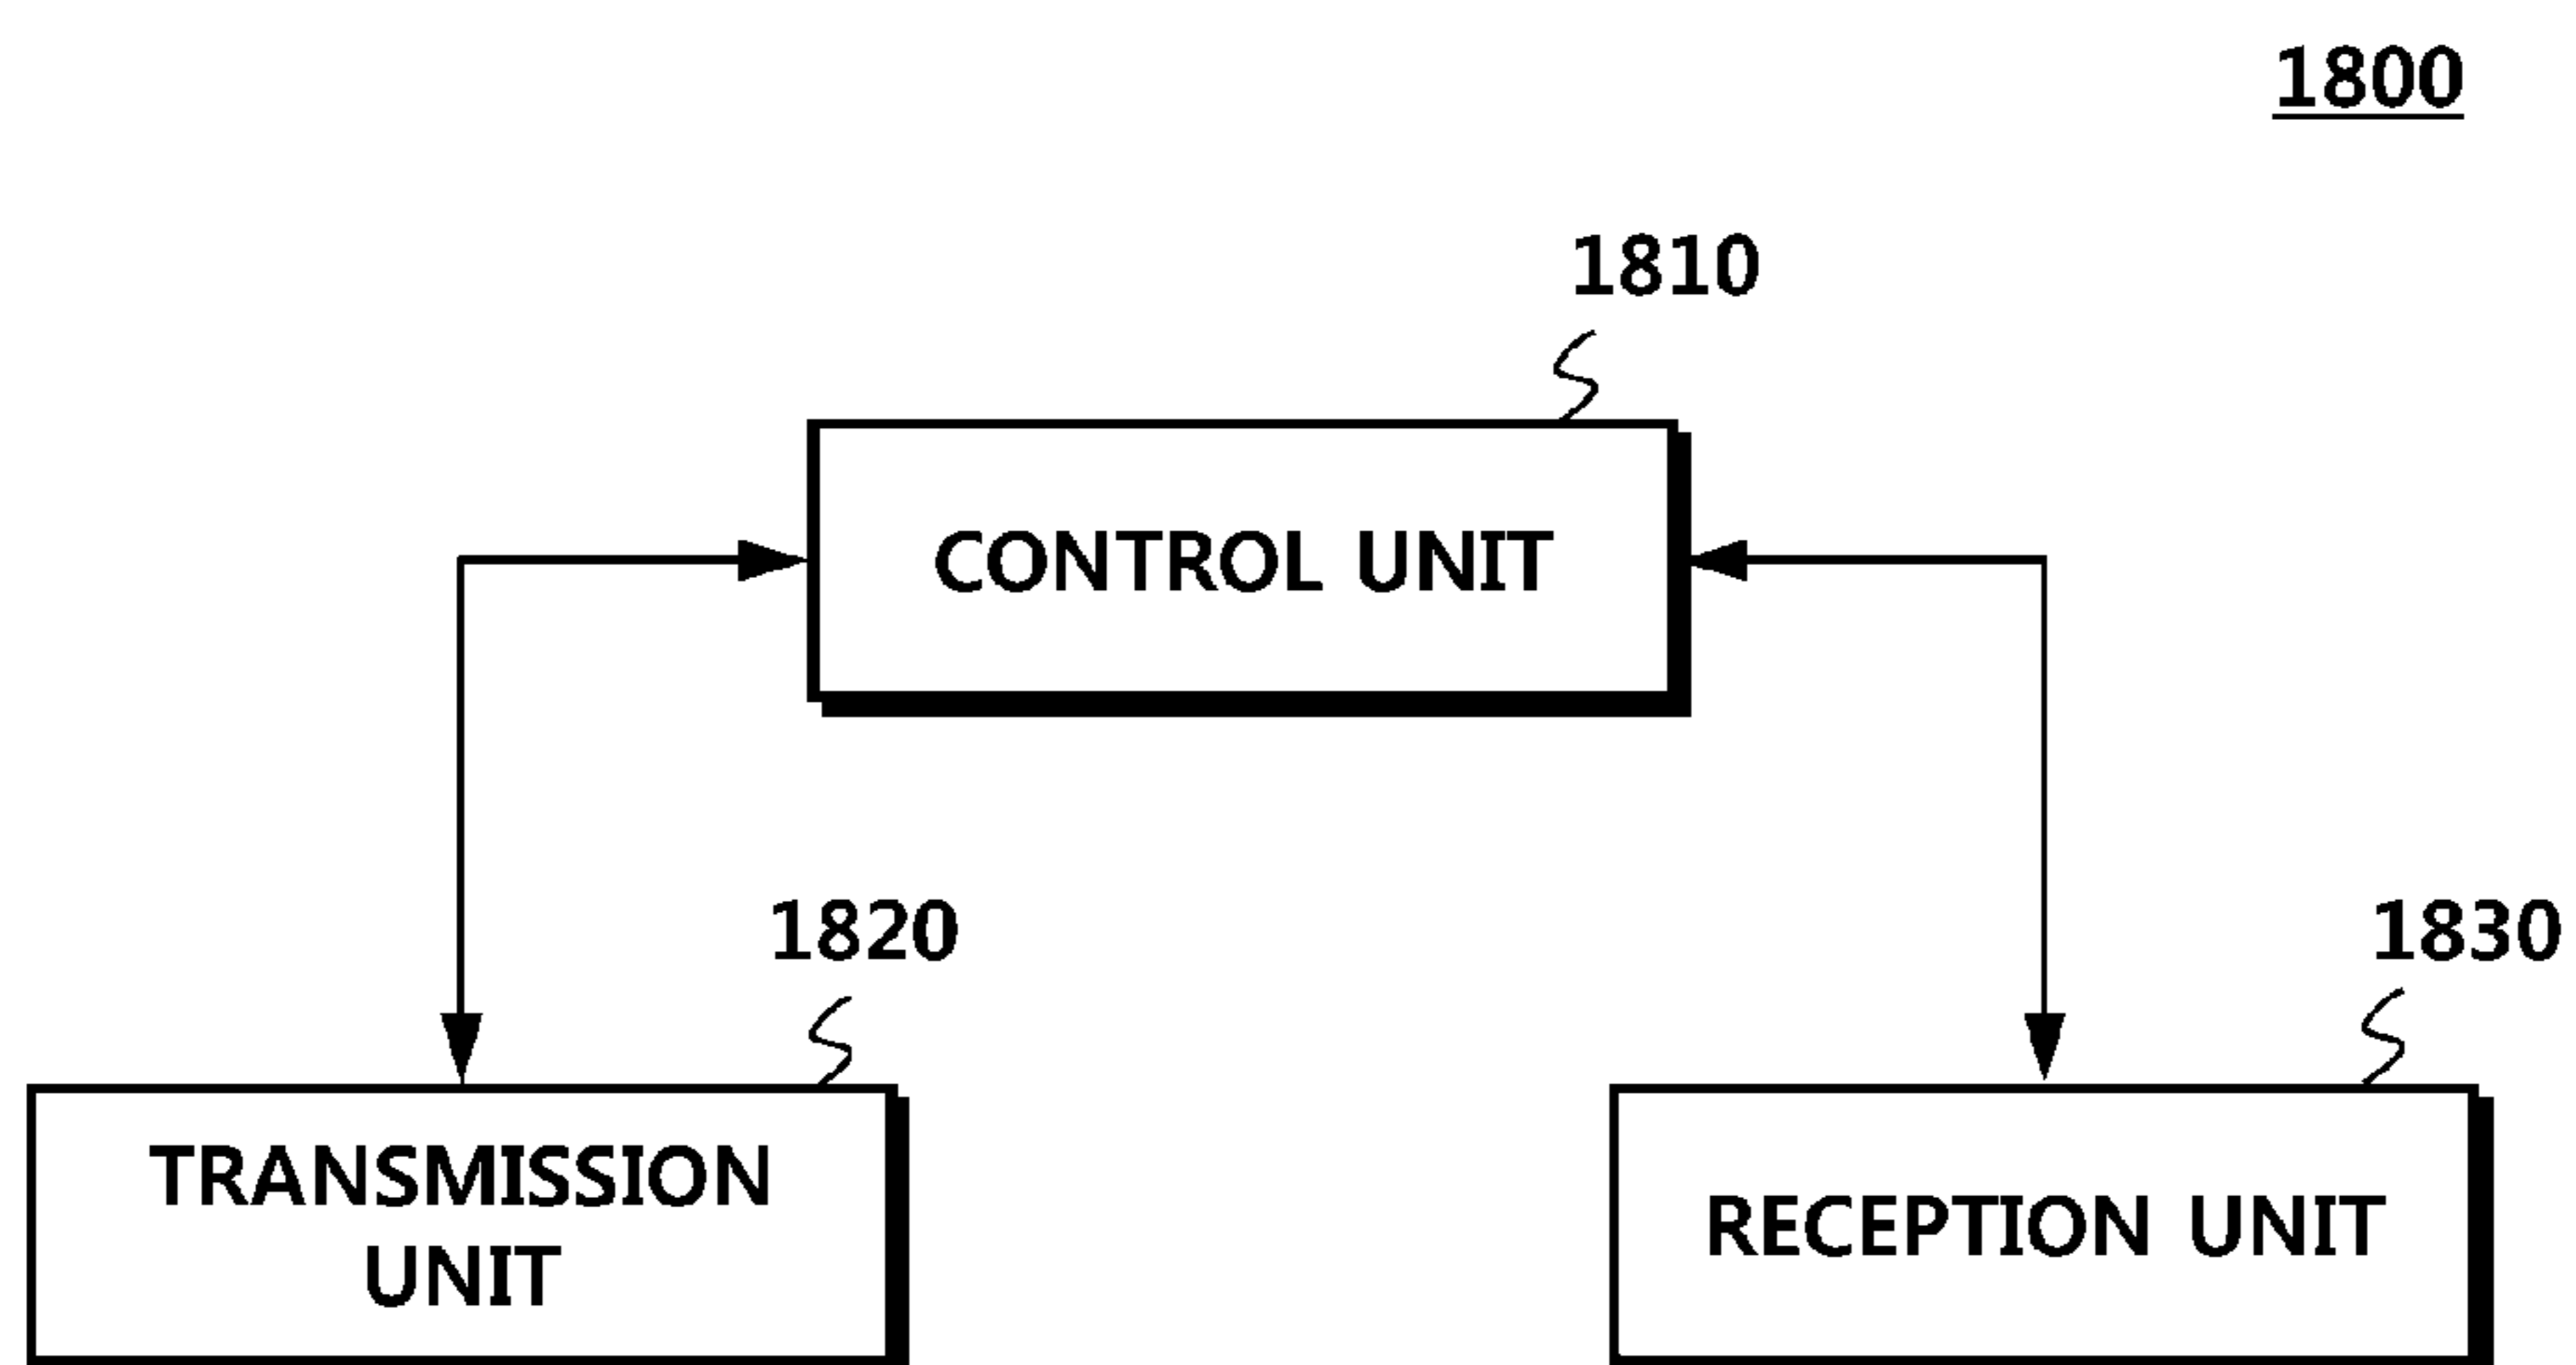 1800
1810
CONTROL UNIT
1820
1830
TRANSMISSION
UNIT
RECEPTION UNIT